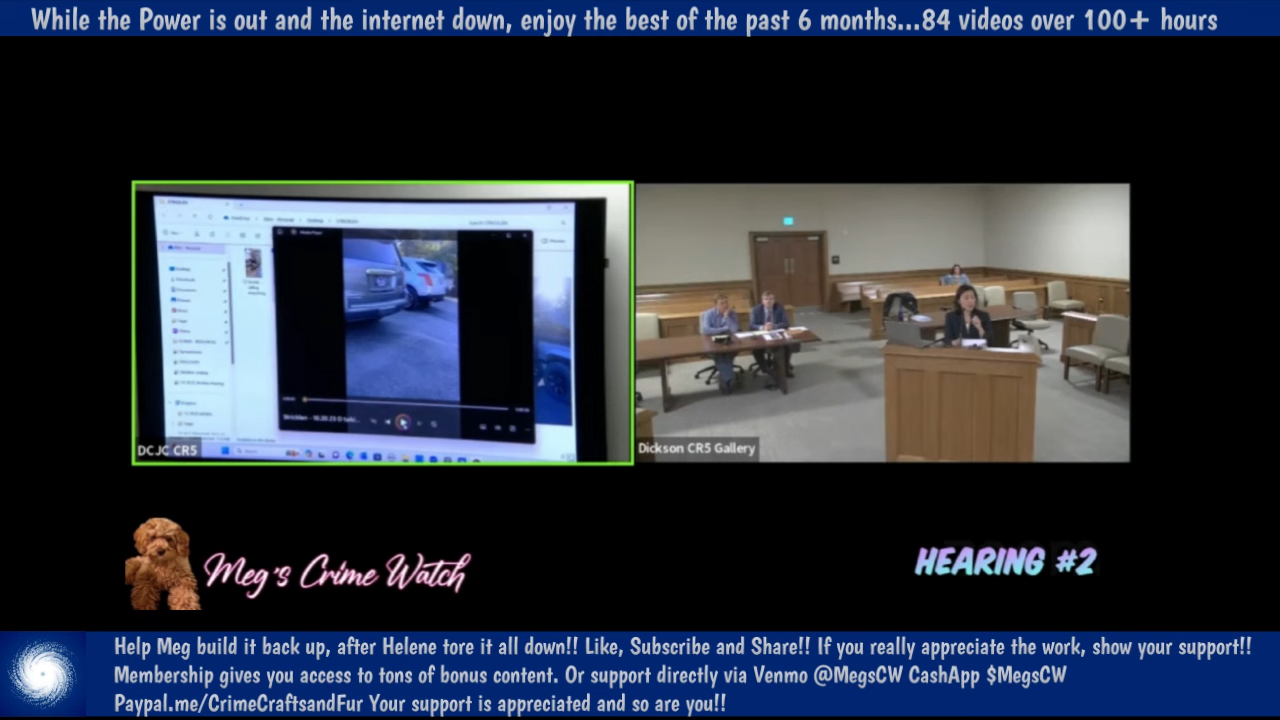 While the Power is out and the internet down, enjoy the best of the past 6 months...84 videos over 100+ hours
DCJC CR5
Dickson CR5 Gallery
Meg's Crime Watch
HEARING #2
Help Meg build it back up, after Helene tore it all down!! Like, Subscribe and Share!! If you really appreciate the work, show your support!!
Membership gives you access to tons of bonus content. Or support directly via Venmo @MegsCW CashApp $MegsCW
Paypal.me/CrimeCraftsandFur Your support is appreciated and so are you!!